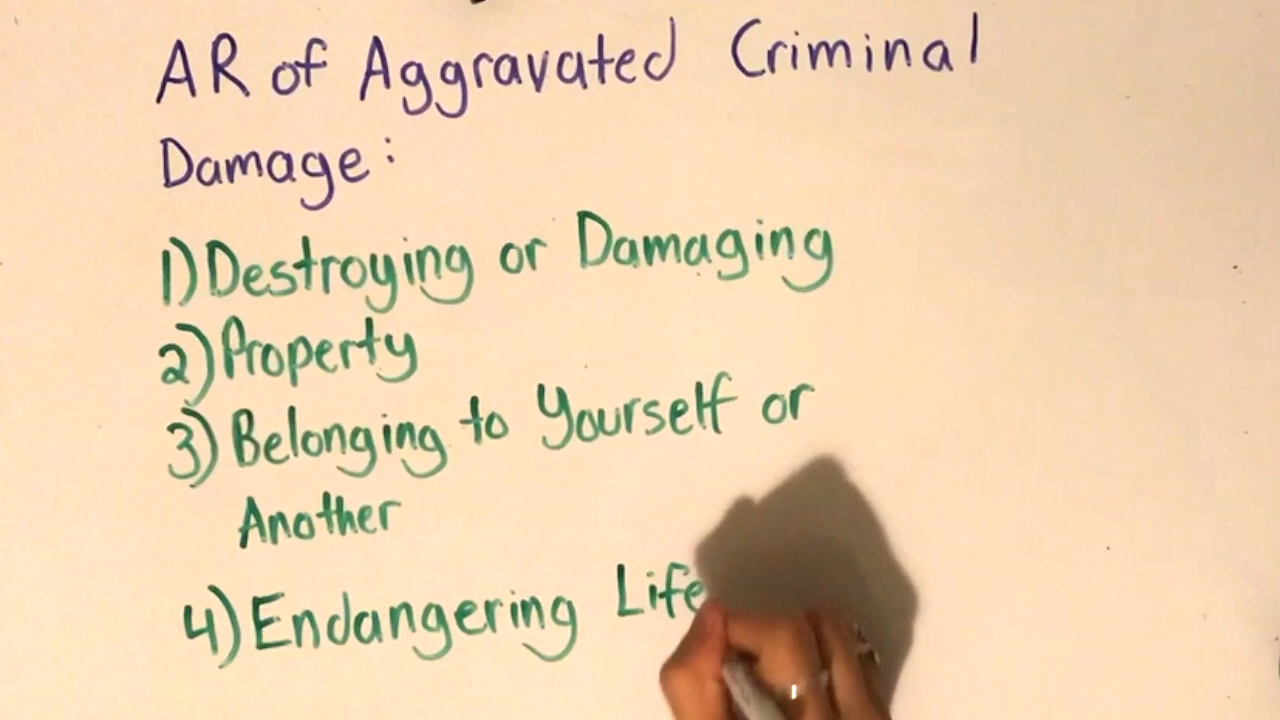 AR of Aggravated Criminal
Damage:
1) Destroying or Damaging
2) Property
3) Belonging to Yourself or
Another
4) Endangering Life